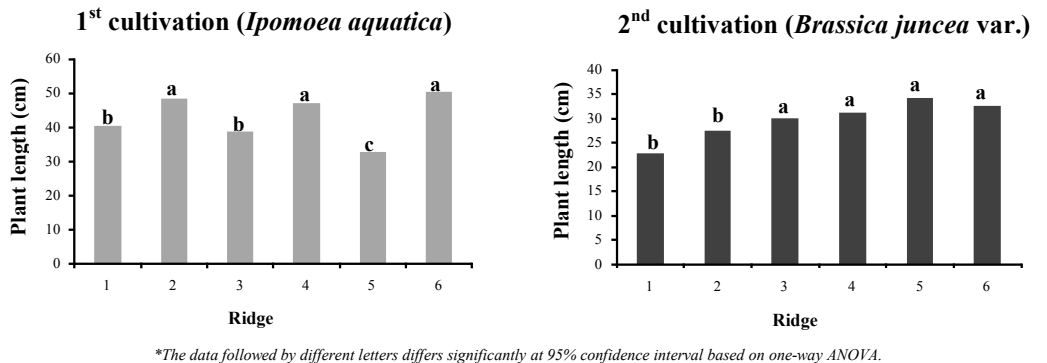 1st cultivation (Ipomoea aquatica)
Plant length (cm)
60
50
40
30
20
10
0
b
a
b
a
c
a
1 2 3 4 5 6
Ridge
2nd cultivation (Brassica juncea var.)
Plant length (cm)
40
35
30
25
20
15
10
5
0
b
b
a
a
a
a
1 2 3 4 5 6
Ridge
*The data followed by different letters differs significantly at 95% confidence interval based on one-way ANOVA.